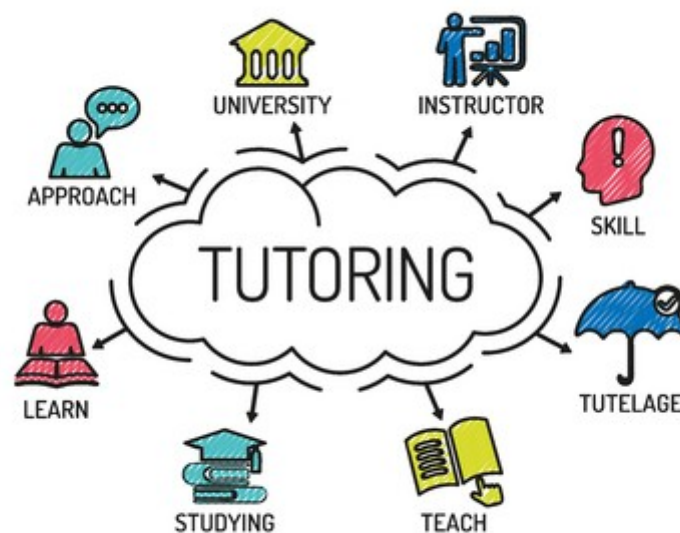 UNIVERSITY
INSTRUCTOR
APPROACH
SKILL
TUTORING
LEARN
TUTELAGE
STUDYING
TEACH